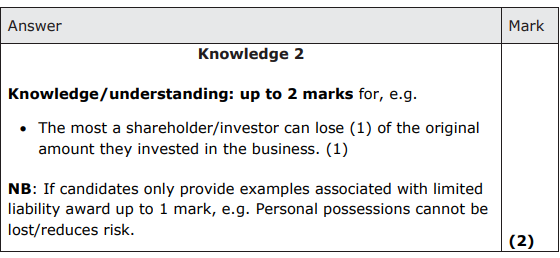 Answer Mark
Knowledge 2
Knowledge/understanding: up to 2 marks for, e.g.
• The most a shareholder/investor can lose (1) of the original
amount they invested in the business. (1)
NB: If candidates only provide examples associated with limited
liability award up to 1 mark, e.g. Personal possessions cannot be
lost/reduces risk.
(2)